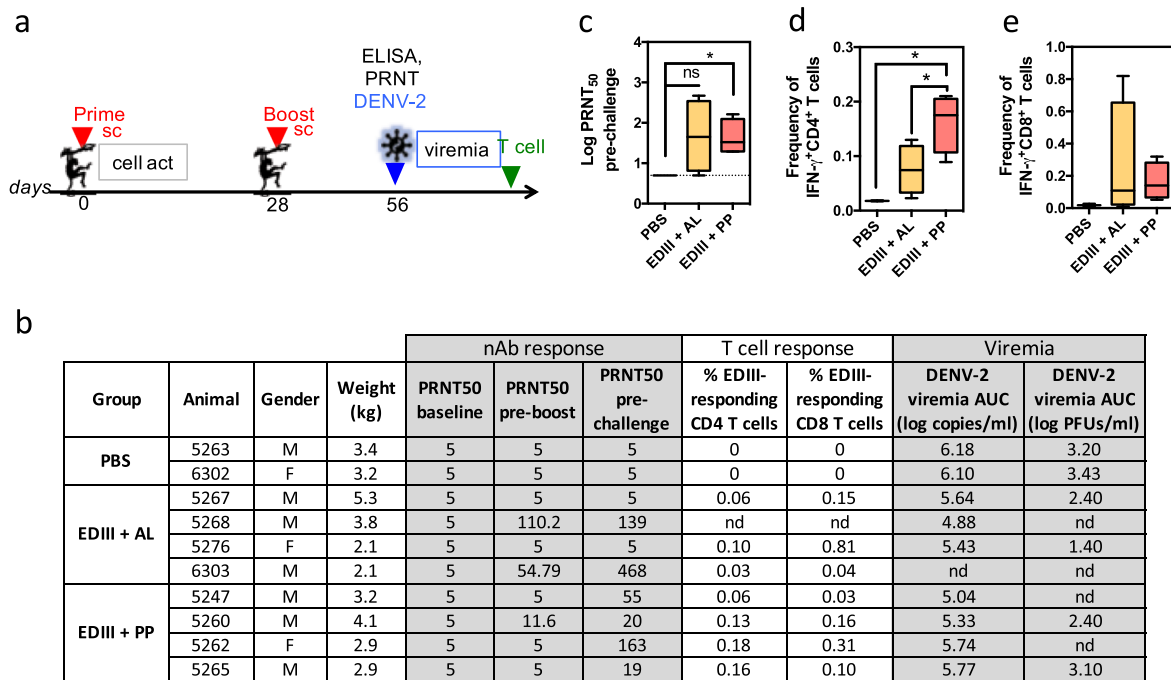 a
ELISA,
PRNT
DENV-2
Prime
sc
Boost
sc
cell act
viremia
T cell
days
0
28
56
c
Log PRNT50
pre-challenge
4
3
2
1
0
ns
*
PBS
EDIII + AL
EDIII + PP
d
Frequency of
IFN-γ+CD4+ T cells
0.3
0.2
0.1
0.0
*
*
PBS
EDIII + AL
EDIII + PP
e
Frequency of
IFN-γ+CD8+ T cells
1.0
0.8
0.6
0.4
0.2
0.0
PBS
EDIII + AL
EDIII + PP
b
nAb response T cell response Viremia
Group Animal Gender Weight (kg) PRNT50 baseline PRNT50 pre-boost PRNT50 pre-challenge % EDIII-responding CD4 T cells % EDIII-responding CD8 T cells DENV-2 viremia AUC (log copies/ml) DENV-2 viremia AUC (log PFUs/ml)
PBS
5263 M 3.4 5 5 5 0 0 6.18 3.20
6302 F 3.2 5 5 5 0 0 6.10 3.43
EDIII + AL
5267 M 5.3 5 5 5 0.06 0.15 5.64 2.40
5268 M 3.8 5 110.2 139 nd nd 4.88 nd
5276 F 2.1 5 5 5 0.10 0.81 5.43 1.40
6303 M 2.1 5 54.79 468 0.03 0.04 nd nd
EDIII + PP
5247 M 3.2 5 5 55 0.06 0.03 5.04 nd
5260 M 4.1 5 11.6 20 0.13 0.16 5.33 2.40
5262 F 2.9 5 5 163 0.18 0.31 5.74 nd
5265 M 2.9 5 5 19 0.16 0.10 5.77 3.10